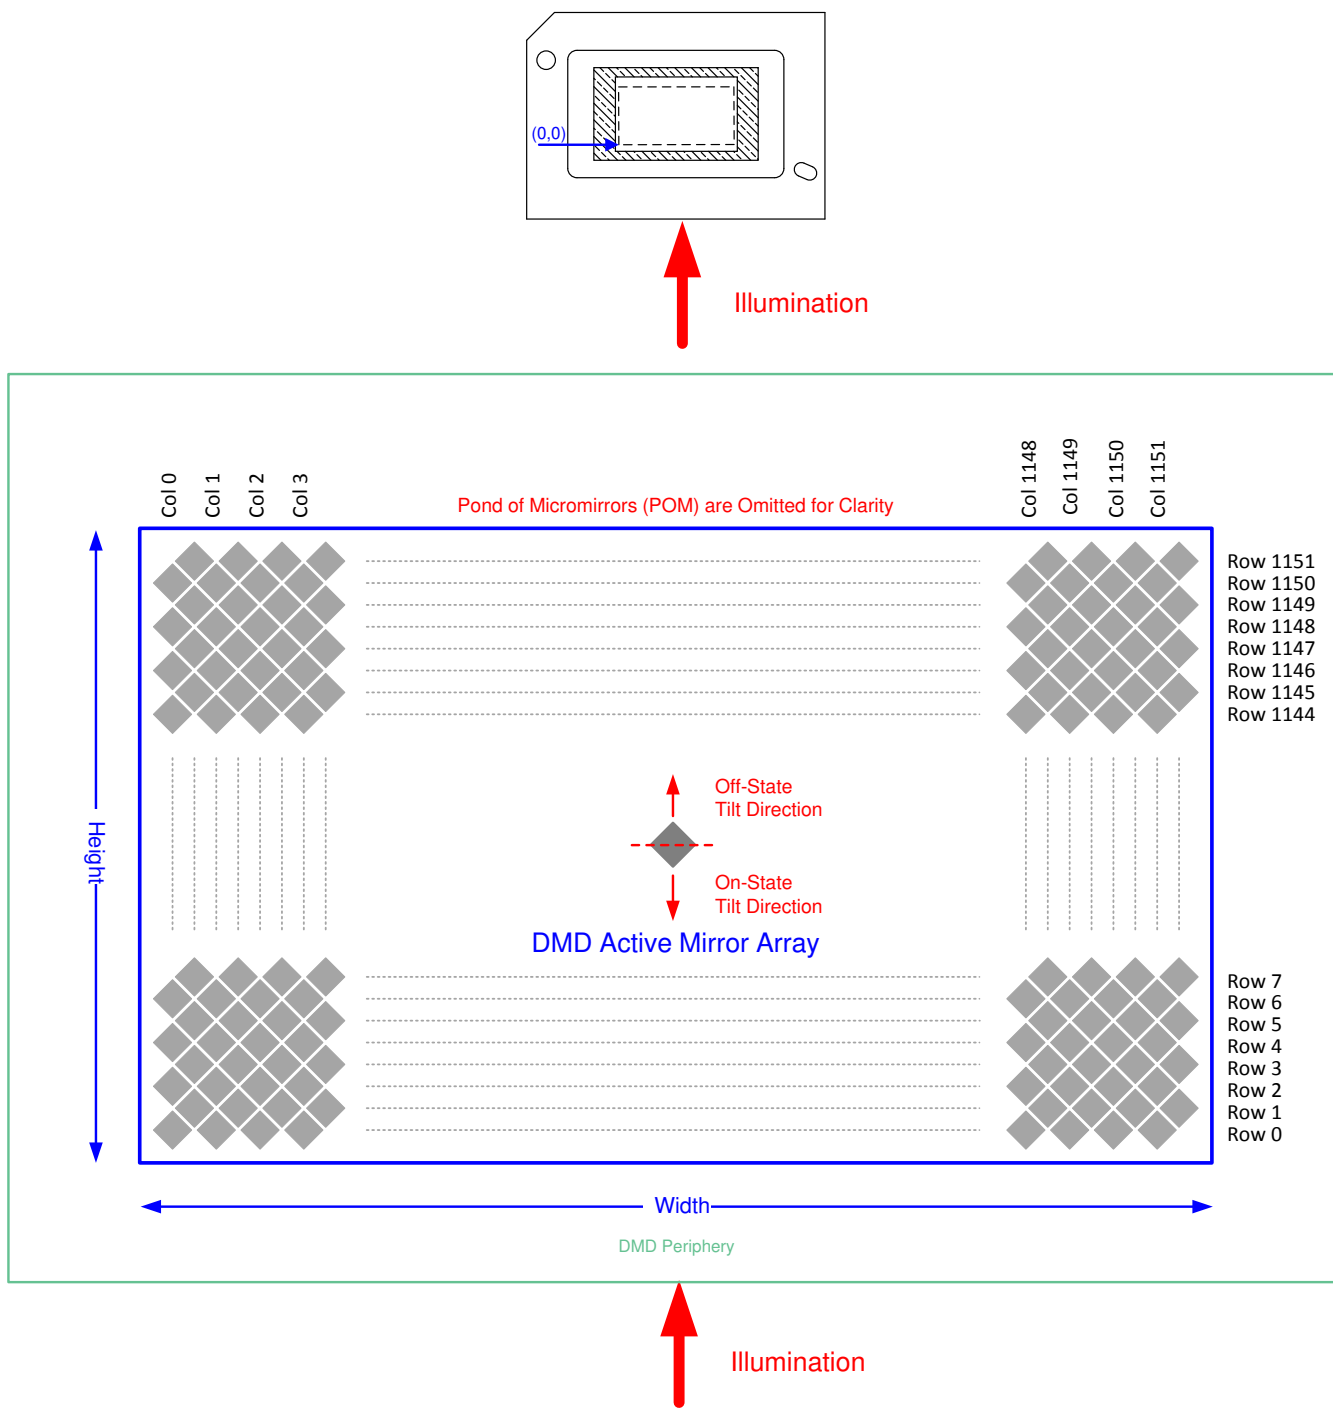 (0,0)
Illumination
Col 0
Col 1
Col 2
Col 3
Col 1148
Col 1149
Col 1150
Col 1151
Pond of Micromirrors (POM) are Omitted for Clarity
Row 1151
Row 1150
Row 1149
Row 1148
Row 1147
Row 1146
Row 1145
Row 1144
Off-State
Tilt Direction
Height
On-State
Tilt Direction
DMD Active Mirror Array
Row 7
Row 6
Row 5
Row 4
Row 3
Row 2
Row 1
Row 0
Width
DMD Periphery
Illumination